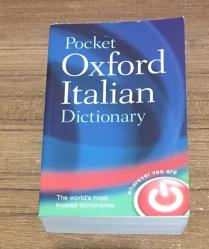 Pocket
Oxford
Italian
Dictionary
wherever you are
The world's most
trusted dictionaries